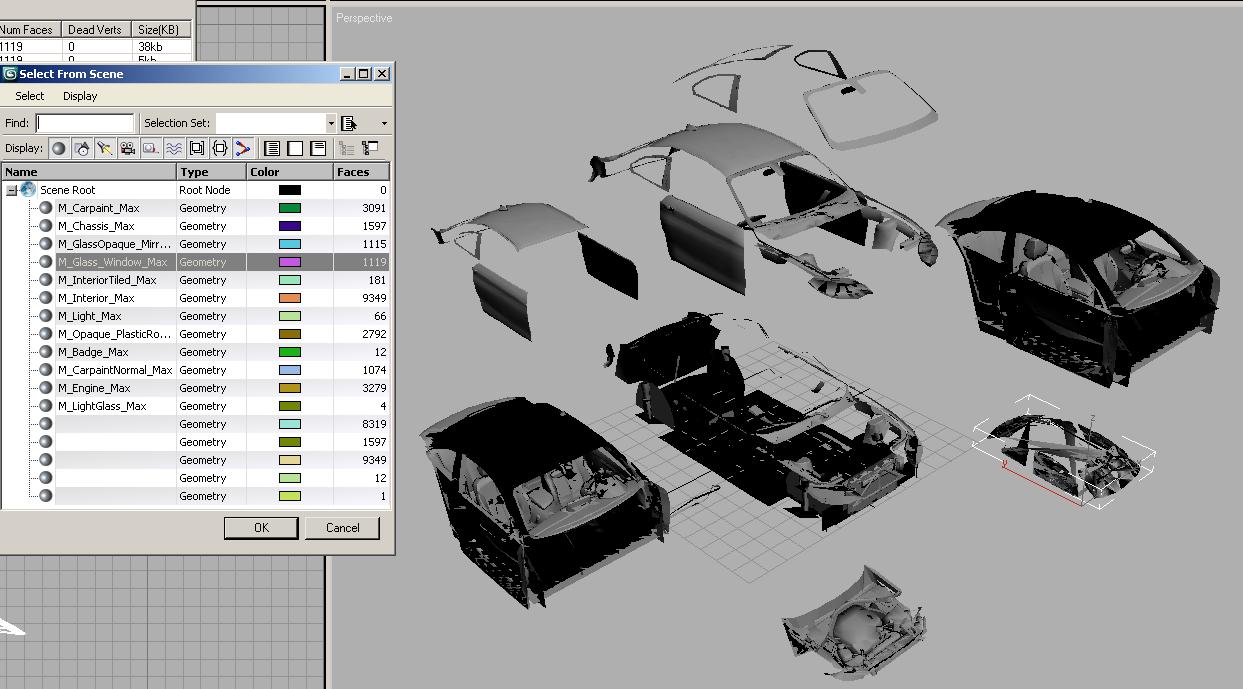 Perspective
Num Faces Dead Verts Size(KB)
1119 0 38kb
1119 0 5kb
Select From Scene
Select Display
Find: Selection Set:
Display:
Name Type Color Faces
Scene Root Root Node 0
M_Carpaint_Max Geometry 3091
M_Chassis_Max Geometry 1597
M_GlassOpaque_Mirr... Geometry 1115
M_Glass_Window_Max Geometry 1119
M_InteriorTiled_Max Geometry 181
M_Interior_Max Geometry 9349
M_Light_Max Geometry 66
M_Opaque_PlasticRo... Geometry 2792
M_Badge_Max Geometry 12
M_CarpaintNormal_Max Geometry 1074
M_Engine_Max Geometry 3279
M_LightGlass_Max Geometry 4
Geometry 8319
Geometry 1597
Geometry 9349
Geometry 12
Geometry 1
OK Cancel
z